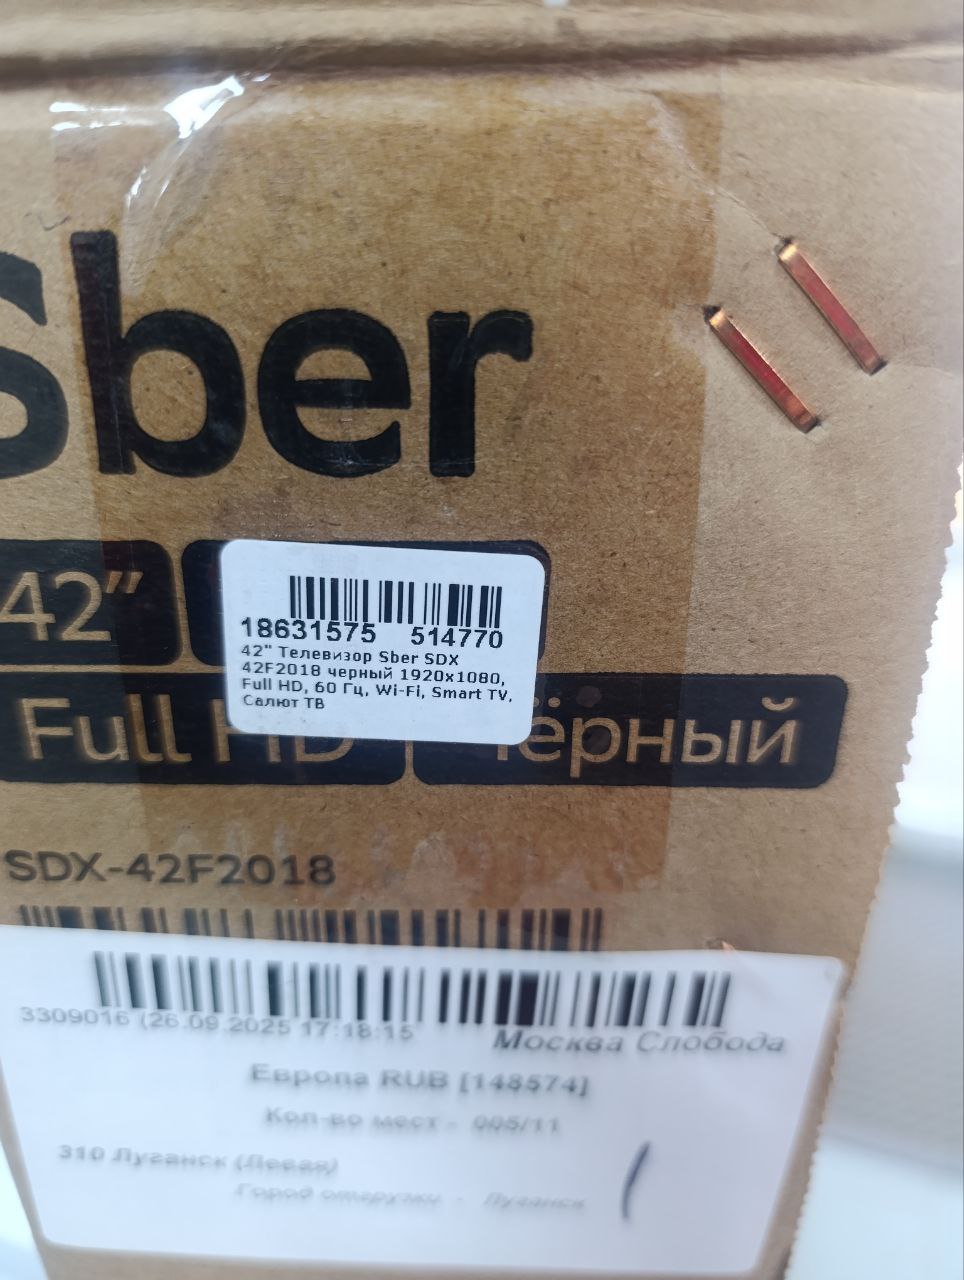 Sber
42"
18631575 514770
42" Телевизор Sber SDX
42F2018 черный 1920x1080,
Full HD, 60 Гц, Wi-Fi, Smart TV,
Салют ТВ
Full HD
чёрный
SDX-42F2018
3309016 (26.09.2025 17:18:15
Москва Слобода
Европа RUB [148574]
Кол-во мест - 005/11
310 Луганск (Левая)
Город отгрузки - Луганск